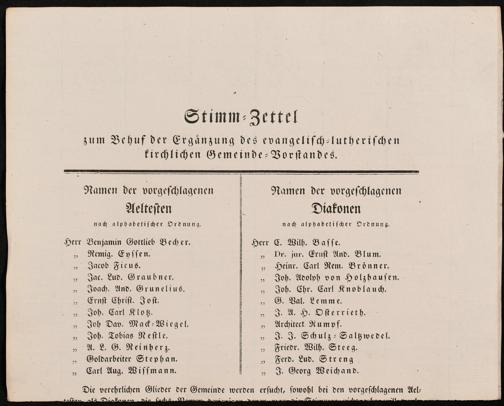 Stimm-Zettel
zum Behuf der Ergänzung des evangelisch-lutherischen
kirchlichen Gemeinde-Vorstandes.
Namen der vorgeschlagenen
Aeltesten
nach alphabetischer Ordnung.
Herr Benjamin Gottlieb Becher.
„ Remig. Eyssen.
„ Jacob Ficus.
„ Jac. Lud. Graubner.
„ Joach. And. Grunelius.
„ Ernst Christ. Jost.
„ Joh. Carl Klotz.
„ Joh Dav. Mack-Wiegel.
„ Joh. Tobias Nestle.
„ A. L. G. Reinherz.
„ Goldarbeiter Stephan.
„ Carl Aug. Wissmann.
Namen der vorgeschlagenen
Diakonen
nach alphabetischer Ordnung.
Herr C. Wilh. Basse.
„ Dr. jur. Ernst And. Blum.
„ Heinr. Carl Rem. Brönner.
„ Joh. Adolph von Holzhausen.
„ Joh. Chr. Carl Knoblauch.
„ G. Val. Lemme.
„ J. A. H. Osterrieth.
„ Architect Rumpf.
„ J. J. Schulz-Saltzwedel.
„ Friedr. Wilh. Steeg.
„ Ferd. Lud. Streng
„ J. Georg Weichand.
Die verehrlichen Glieder der Gemeinde werden ersucht, sowohl bei den vorgeschlagenen Ael-